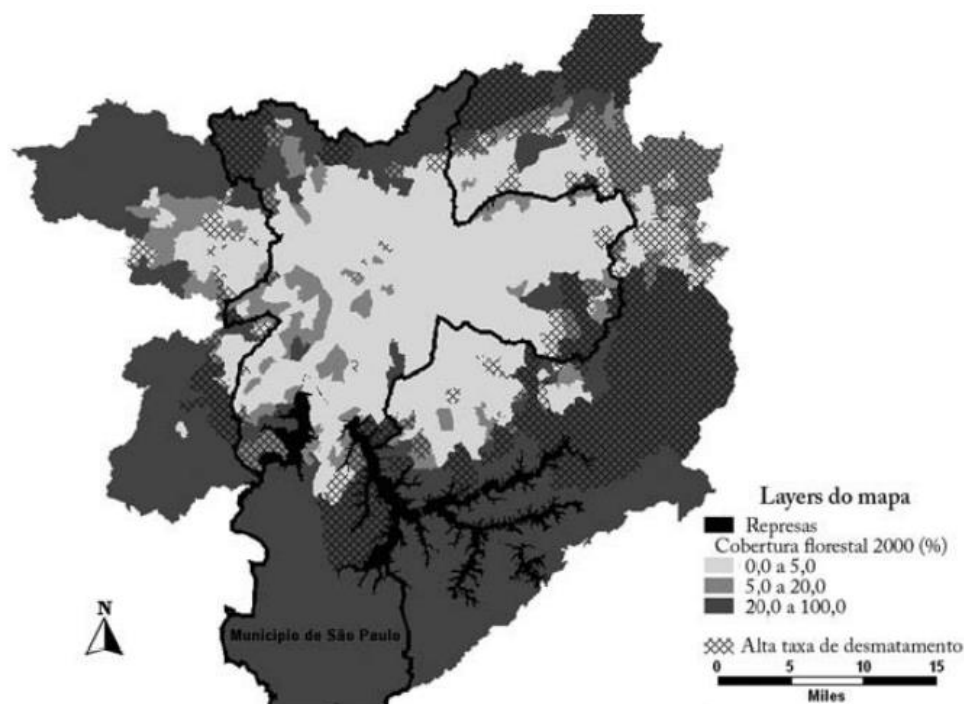 Layers do mapa
Represas
Cobertura florestal 2000 (%)
0,0 a 5,0
5,0 a 20,0
20,0 a 100,0
N
Município de São Paulo
Alta taxa de desmatamento
0 5 10 15
Miles